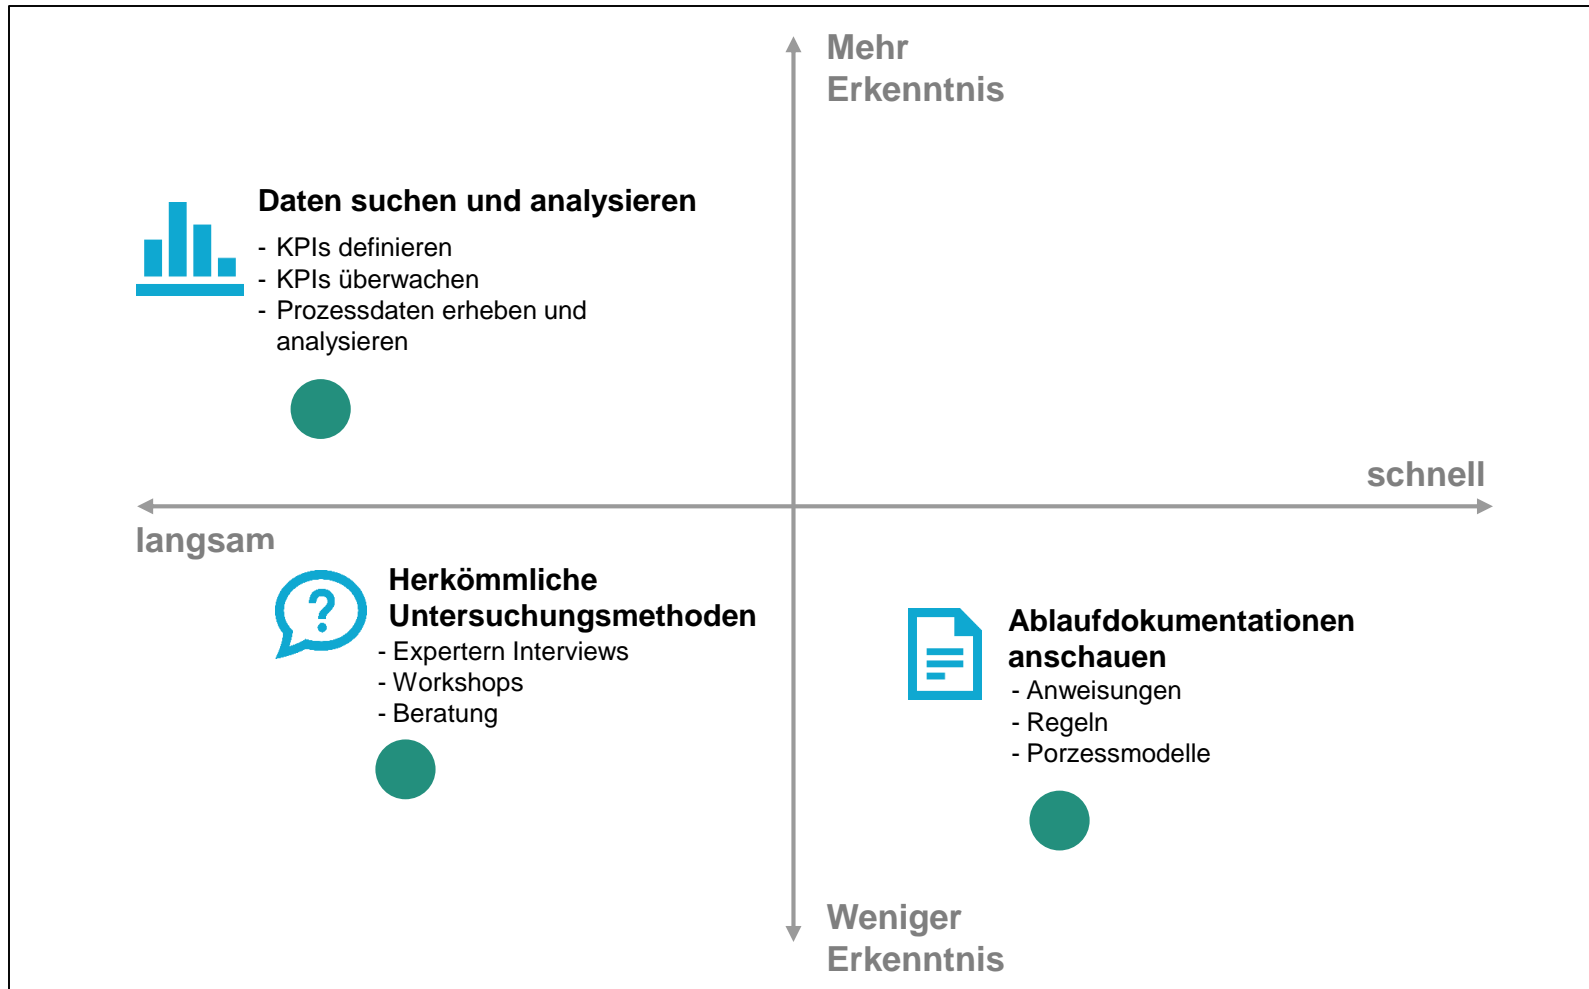 Mehr
Erkenntnis
Daten suchen und analysieren
- KPIs definieren
- KPIs überwachen
- Prozessdaten erheben und
analysieren
schnell
langsam
Herkömmliche
Untersuchungsmethoden
- Expertern Interviews
- Workshops
- Beratung
?
Ablaufdokumentationen
anschauen
- Anweisungen
- Regeln
- Porzessmodelle
Weniger
Erkenntnis